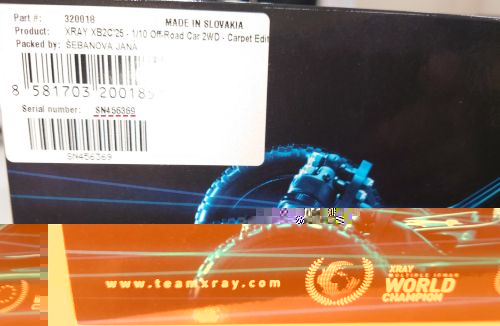 Part #: 320018 MADE IN SLOVAKIA
Product: XRAY XB2C'25 - 1/10 Off-Road Car 2WD - Carpet Edit
Packed by: ŠEBANOVA JANA
8 581703 200185
Serial number: SN456369
SN456369
www.teamxray.com
XRAY
WORLD
CHAMPION